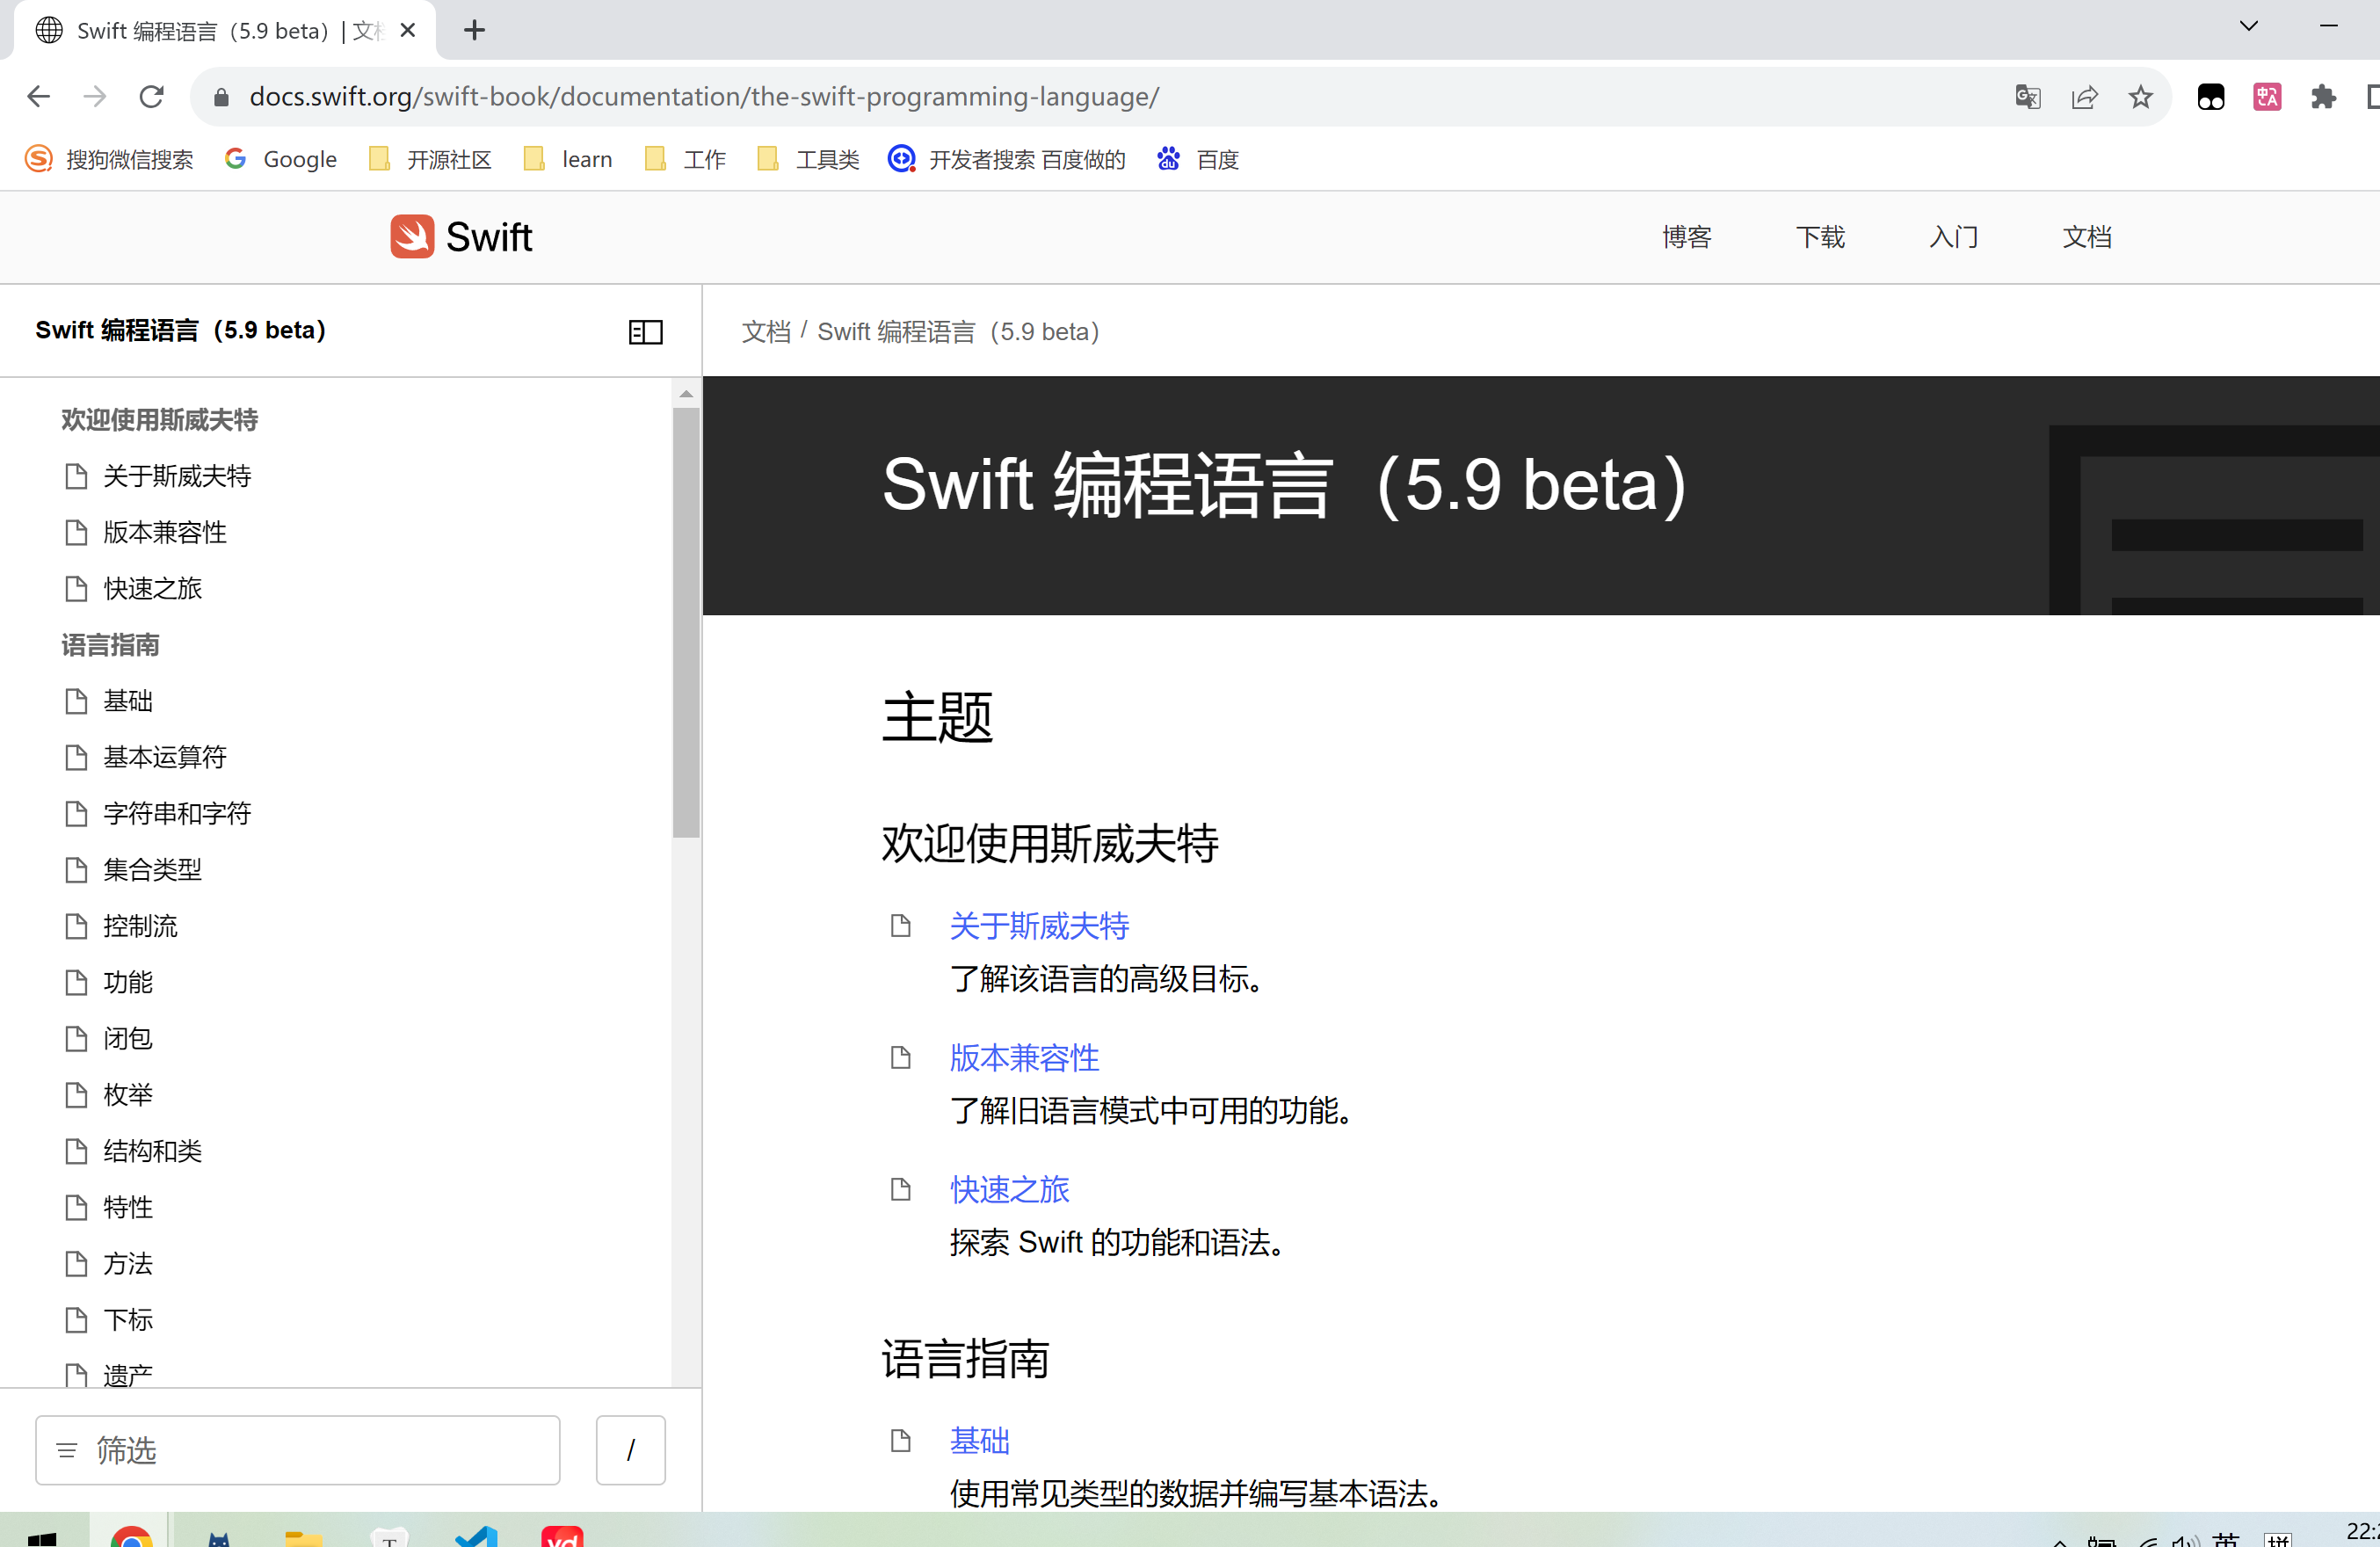 Swift 编程语言（5.9 beta）| 文档
docs.swift.org/swift-book/documentation/the-swift-programming-language/
搜狗微信搜索 Google 开源社区 learn 工作 工具类 开发者搜索 百度做的 百度
Swift 博客 下载 入门 文档
Swift 编程语言（5.9 beta）
文档 / Swift 编程语言（5.9 beta）
欢迎使用斯威夫特
关于斯威夫特
版本兼容性
快速之旅
语言指南
基础
基本运算符
字符串和字符
集合类型
控制流
功能
闭包
枚举
结构和类
特性
方法
下标
遗产
筛选 /
Swift 编程语言（5.9 beta）
主题
欢迎使用斯威夫特
关于斯威夫特
了解该语言的高级目标。
版本兼容性
了解旧语言模式中可用的功能。
快速之旅
探索 Swift 的功能和语法。
语言指南
基础
使用常见类型的数据并编写基本语法。
英 拼